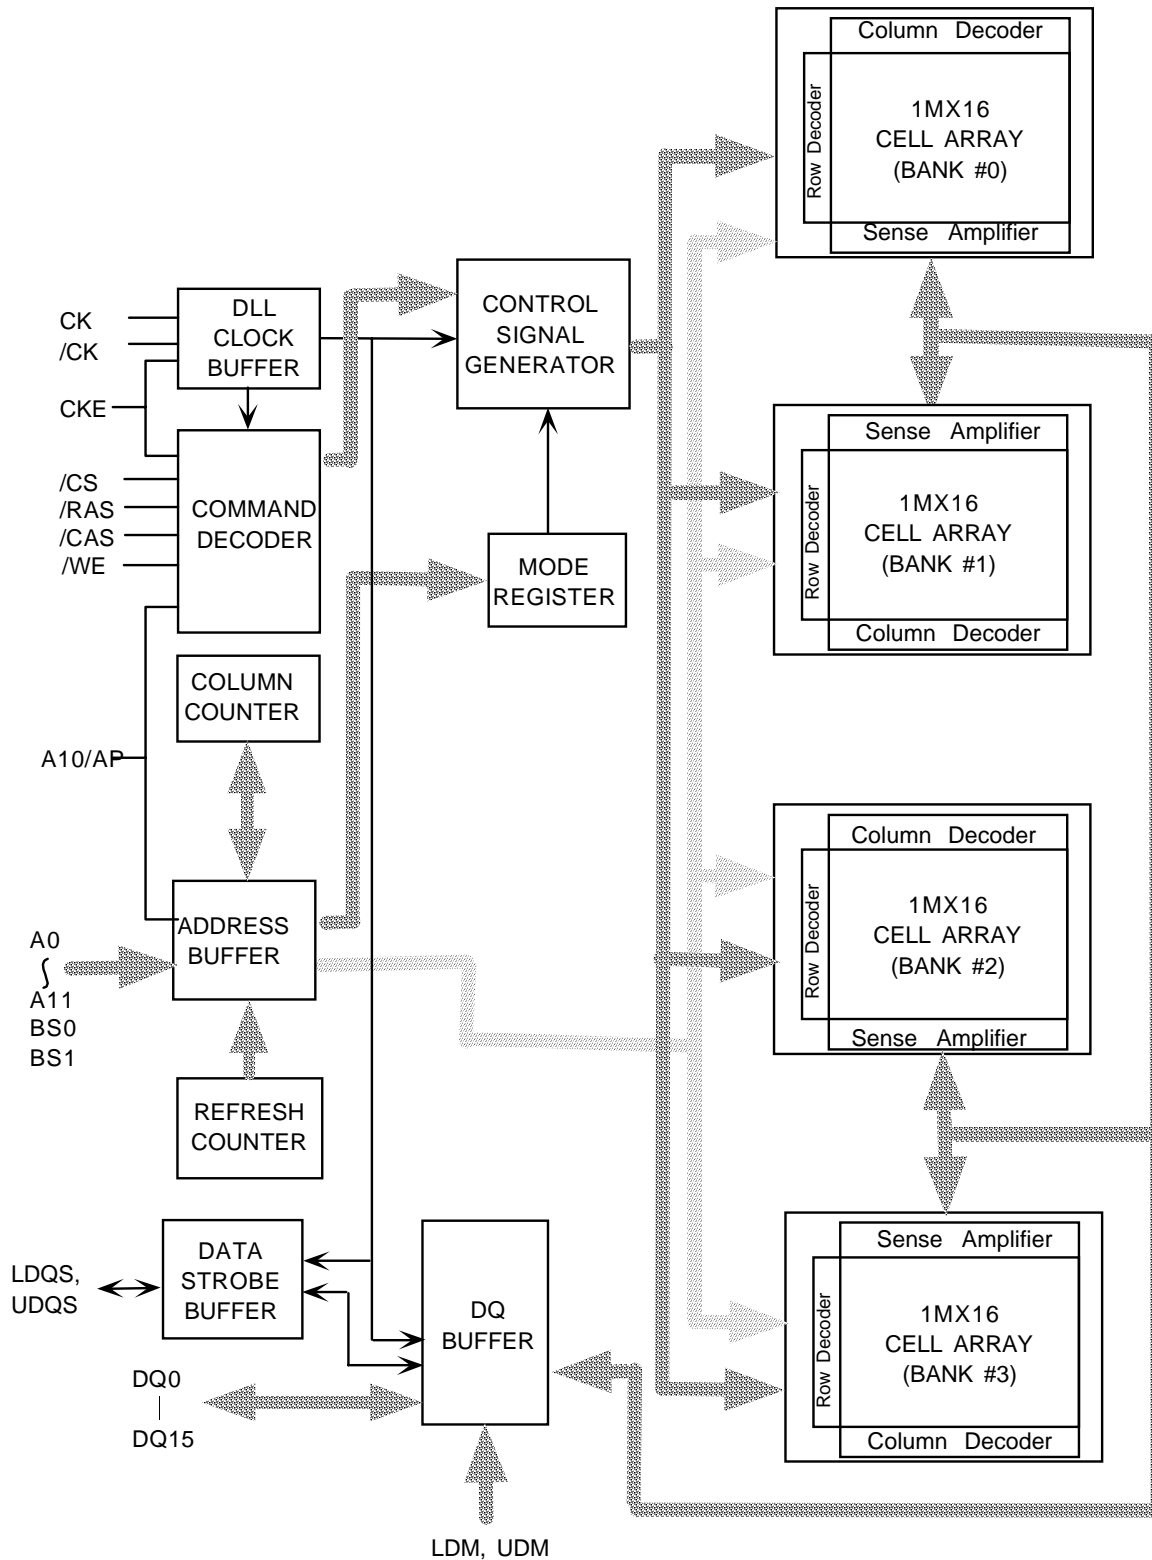 Column Decoder
Row Decoder
1MX16
CELL ARRAY
(BANK #0)
Sense Amplifier
CK
/CK
CKE
/CS
/RAS
/CAS
/WE
A10/AP
DLL
CLOCK
BUFFER
COMMAND
DECODER
CONTROL
SIGNAL
GENERATOR
MODE
REGISTER
Sense Amplifier
Row Decoder
1MX16
CELL ARRAY
(BANK #1)
Column Decoder
COLUMN
COUNTER
A0
A11
BS0
BS1
ADDRESS
BUFFER
REFRESH
COUNTER
Column Decoder
Row Decoder
1MX16
CELL ARRAY
(BANK #2)
Sense Amplifier
LDQS,
UDQS
DATA
STROBE
BUFFER
DQ
BUFFER
DQ0
DQ15
LDM, UDM
Sense Amplifier
Row Decoder
1MX16
CELL ARRAY
(BANK #3)
Column Decoder